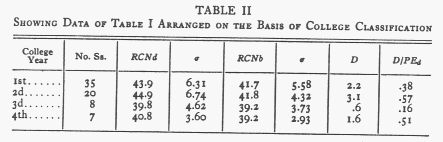 TABLE II
SHOWING DATA OF TABLE I ARRANGED ON THE BASIS OF COLLEGE CLASSIFICATION
College Year No. Ss. RCNd σ RCNb σ D D/PEd
1st...... 35 43.9 6.31 41.7 5.58 2.2 .38
2d...... 20 44.9 6.74 41.8 4.32 3.1 .57
3d...... 8 39.8 4.62 39.2 3.73 .6 .16
4th...... 7 40.8 3.60 39.2 2.93 1.6 .51